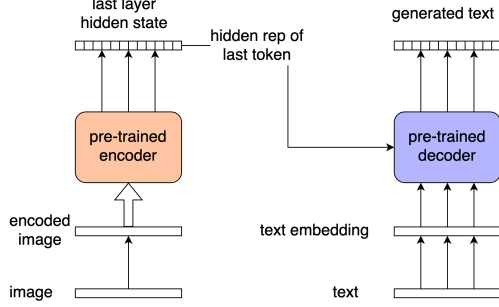 last layer
hidden state
generated text
hidden rep of
last token
pre-trained
encoder
pre-trained
decoder
encoded
image
text embedding
image
text